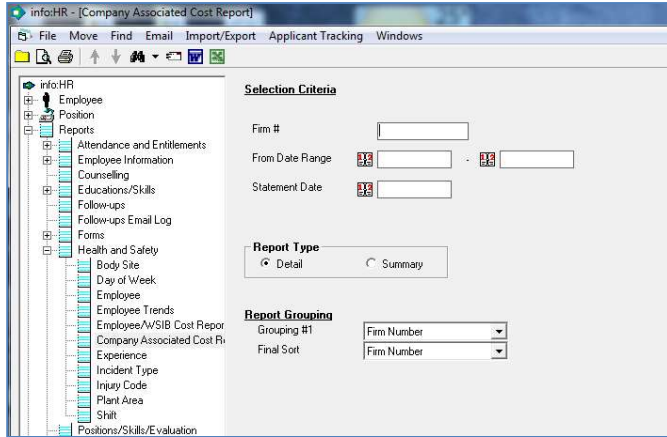 info:HR - [Company Associated Cost Report]
File Move Find Email Import/Export Applicant Tracking Windows
info:HR
Employee
Position
Reports
Attendance and Entitlements
Employee Information
Counselling
Educations/Skills
Follow-ups
Follow-ups Email Log
Forms
Health and Safety
Body Site
Day of Week
Employee
Employee Trends
Employee/WSIB Cost Repor
Company Associated Cost R
Experience
Incident Type
Injury Code
Plant Area
Shift
Positions/Skills/Evaluation
Selection Criteria
Firm #
From Date Range -
Statement Date
Report Type
Detail Summary
Report Grouping
Grouping #1 Firm Number
Final Sort Firm Number